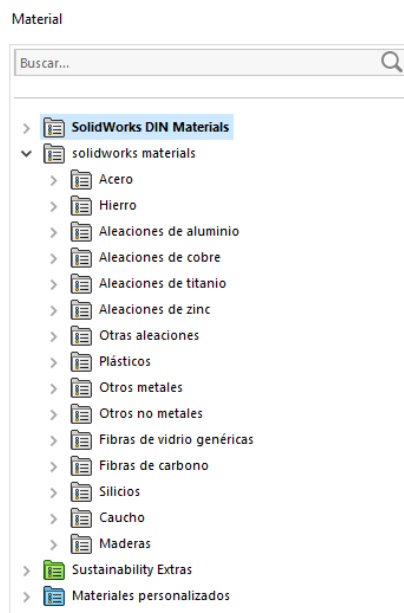 Material
Buscar...
SolidWorks DIN Materials
solidworks materials
Acero
Hierro
Aleaciones de aluminio
Aleaciones de cobre
Aleaciones de titanio
Aleaciones de zinc
Otras aleaciones
Plásticos
Otros metales
Otros no metales
Fibras de vidrio genéricas
Fibras de carbono
Silicios
Caucho
Maderas
Sustainability Extras
Materiales personalizados